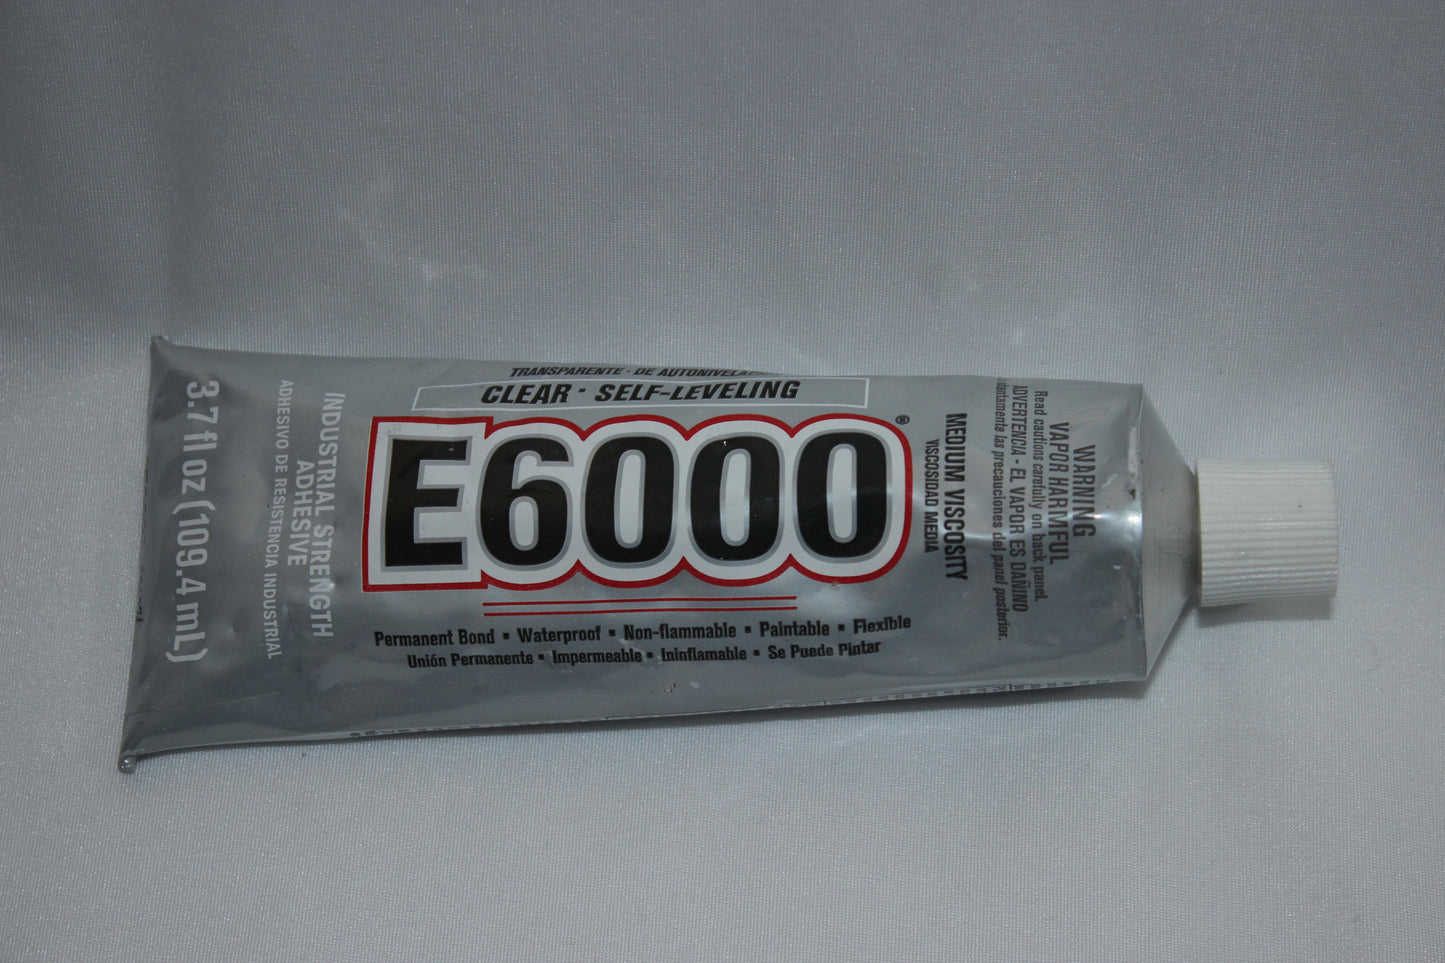 TRANSPARENTE · DE
CLEAR · SELF-LEVELING
E6000®
Permanent Bond ▪ Waterproof ▪ Non-flammable ▪ Paintable ▪ Flexible
Unión Permanente ▪ Impermeable ▪ Ininflamable ▪ Se Puede Pintar
MEDIUM VISCOSITY
VISCOSIDAD MEDIA
WARNING
VAPOR HARMFUL
Read cautions carefully on back panel.
ADVERTENCIA - EL VAPOR ES DAÑINO
las precauciones del panel posterior.
INDUSTRIAL STRENGTH
ADHESIVE
ADHESIVO DE RESISTENCIA INDUSTRIAL
3.7 fl oz (109.4 mL)